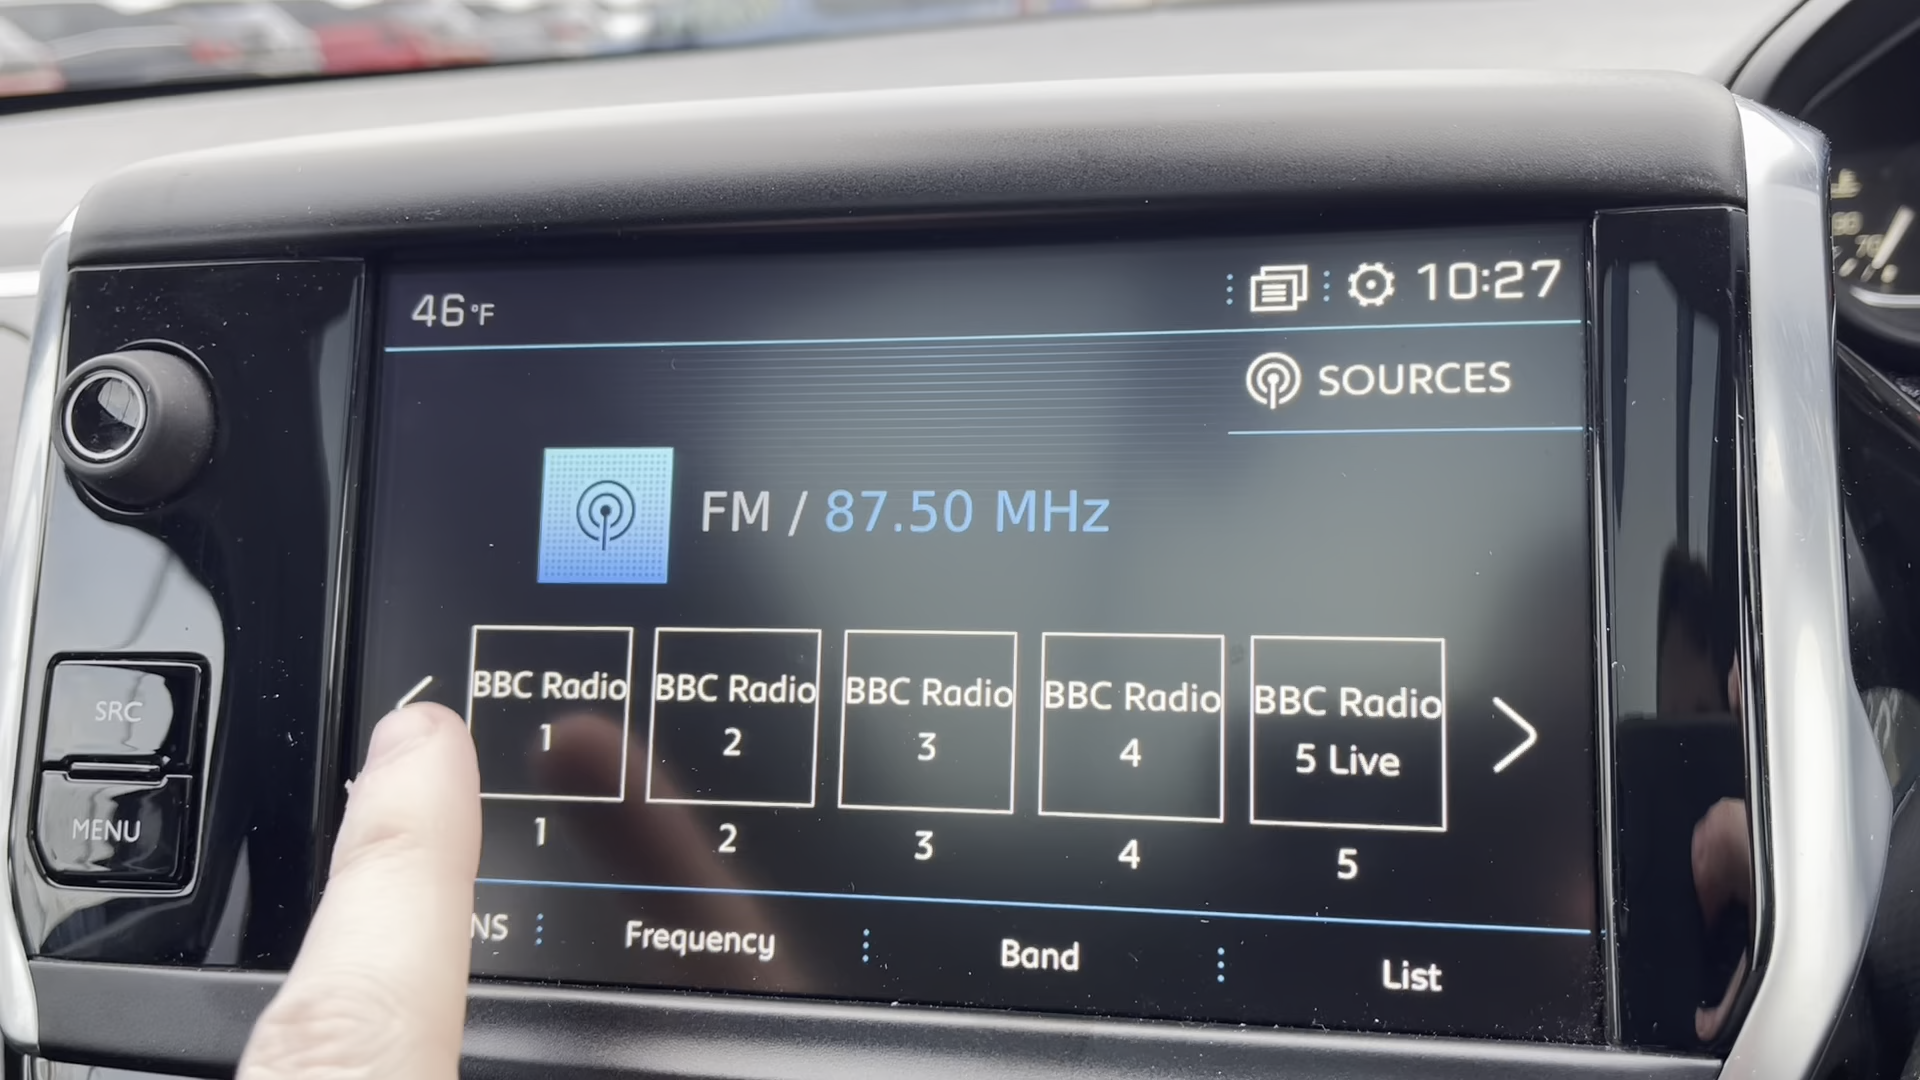 46°F
10:27
SOURCES
FM / 87.50 MHz
BBC Radio
1
BBC Radio
2
BBC Radio
3
BBC Radio
4
BBC Radio
5 Live
1
2
3
4
5
NS
Frequency
Band
List
SRC
MENU